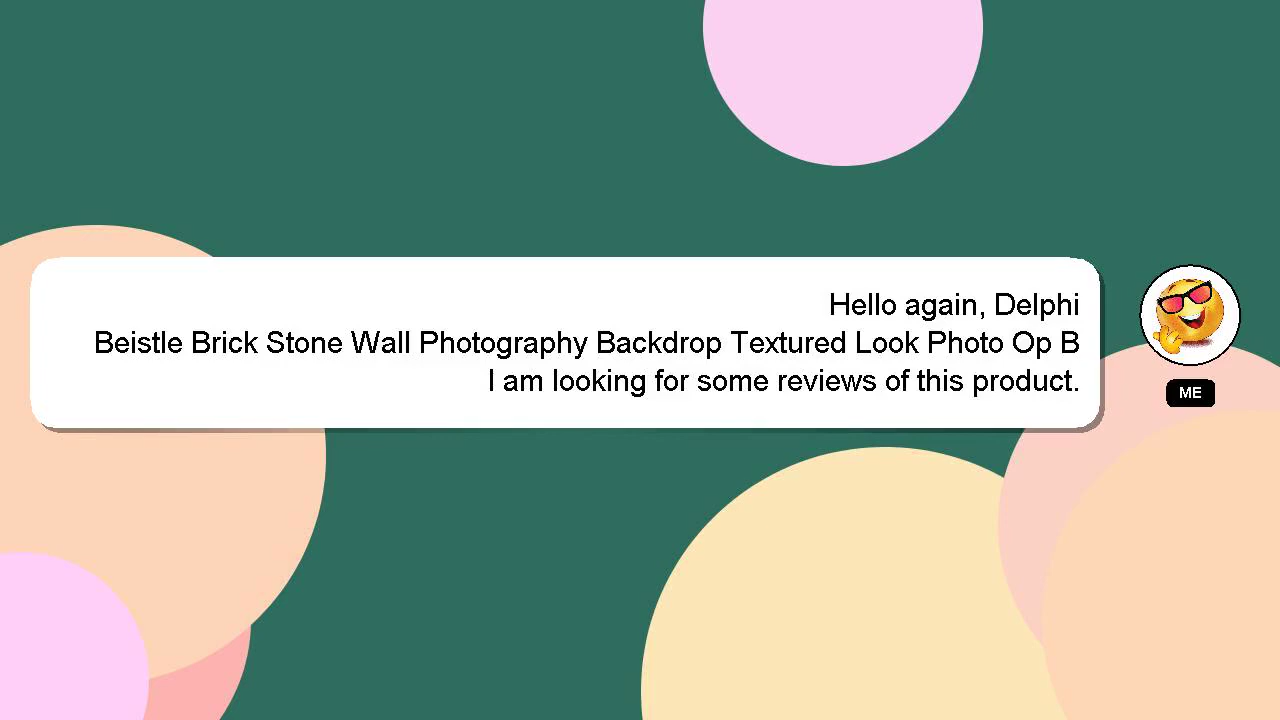 Hello again, Delphi
Beistle Brick Stone Wall Photography Backdrop Textured Look Photo Op B
I am looking for some reviews of this product.
ME